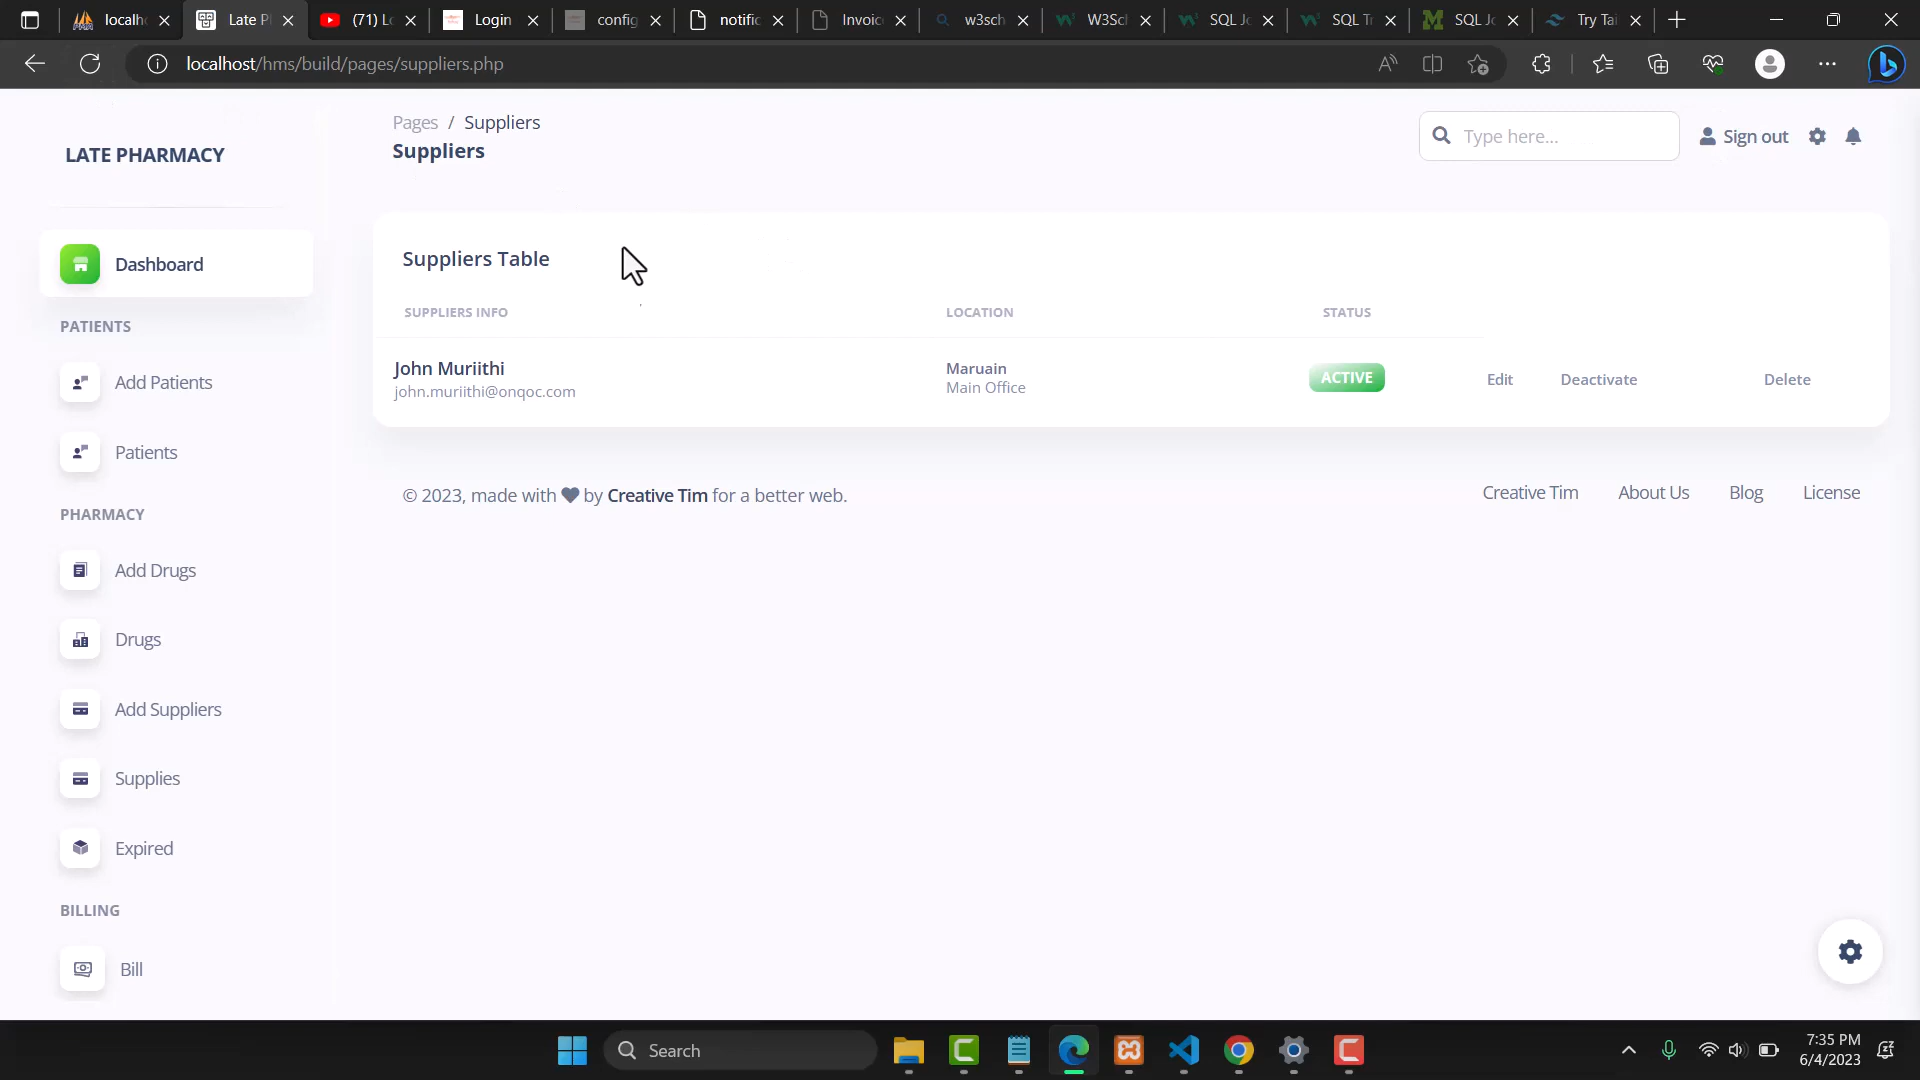 localh
Late P
(71) L
Login
config
notific
Invoic
w3sch
W3Sc
SQL Jo
SQL T
SQL Jo
Try Tai
localhost/hms/build/pages/suppliers.php
LATE PHARMACY
Pages / Suppliers
Suppliers
Type here...
Sign out
Dashboard
PATIENTS
Add Patients
Patients
PHARMACY
Add Drugs
Drugs
Add Suppliers
Supplies
Expired
BILLING
Bill
Suppliers Table
SUPPLIERS INFO LOCATION STATUS
John Muriithi
john.muriithi@onqoc.com
Maruain
Main Office
ACTIVE
Edit Deactivate Delete
© 2023, made with by Creative Tim for a better web.
Creative Tim About Us Blog License
Search
7:35 PM
6/4/2023